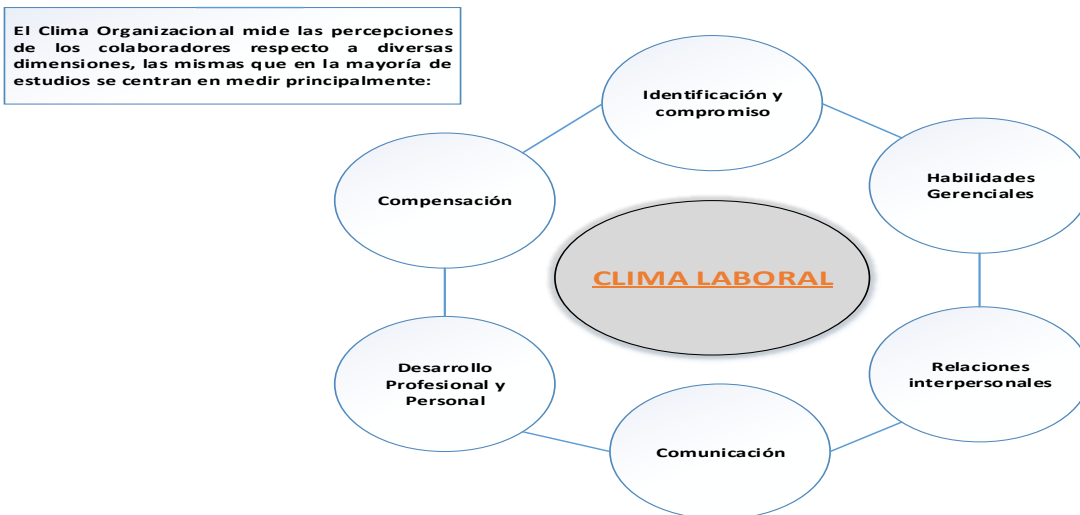 El Clima Organizacional mide las percepciones
de los colaboradores respecto a diversas
dimensiones, las mismas que en la mayoría de
estudios se centran en medir principalmente:
Identificación y
compromiso
Habilidades
Gerenciales
Compensación
CLIMA LABORAL
Desarrollo
Profesional y
Personal
Relaciones
interpersonales
Comunicación